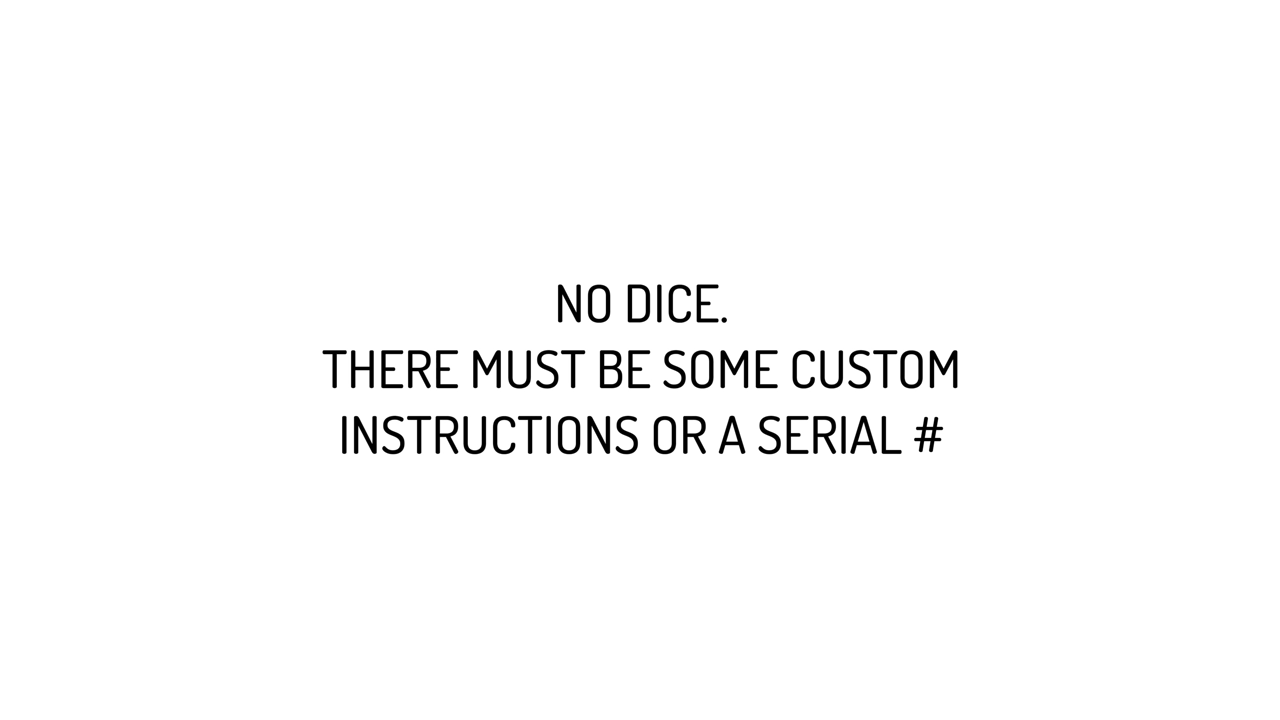 NO DICE.
THERE MUST BE SOME CUSTOM
INSTRUCTIONS OR A SERIAL #